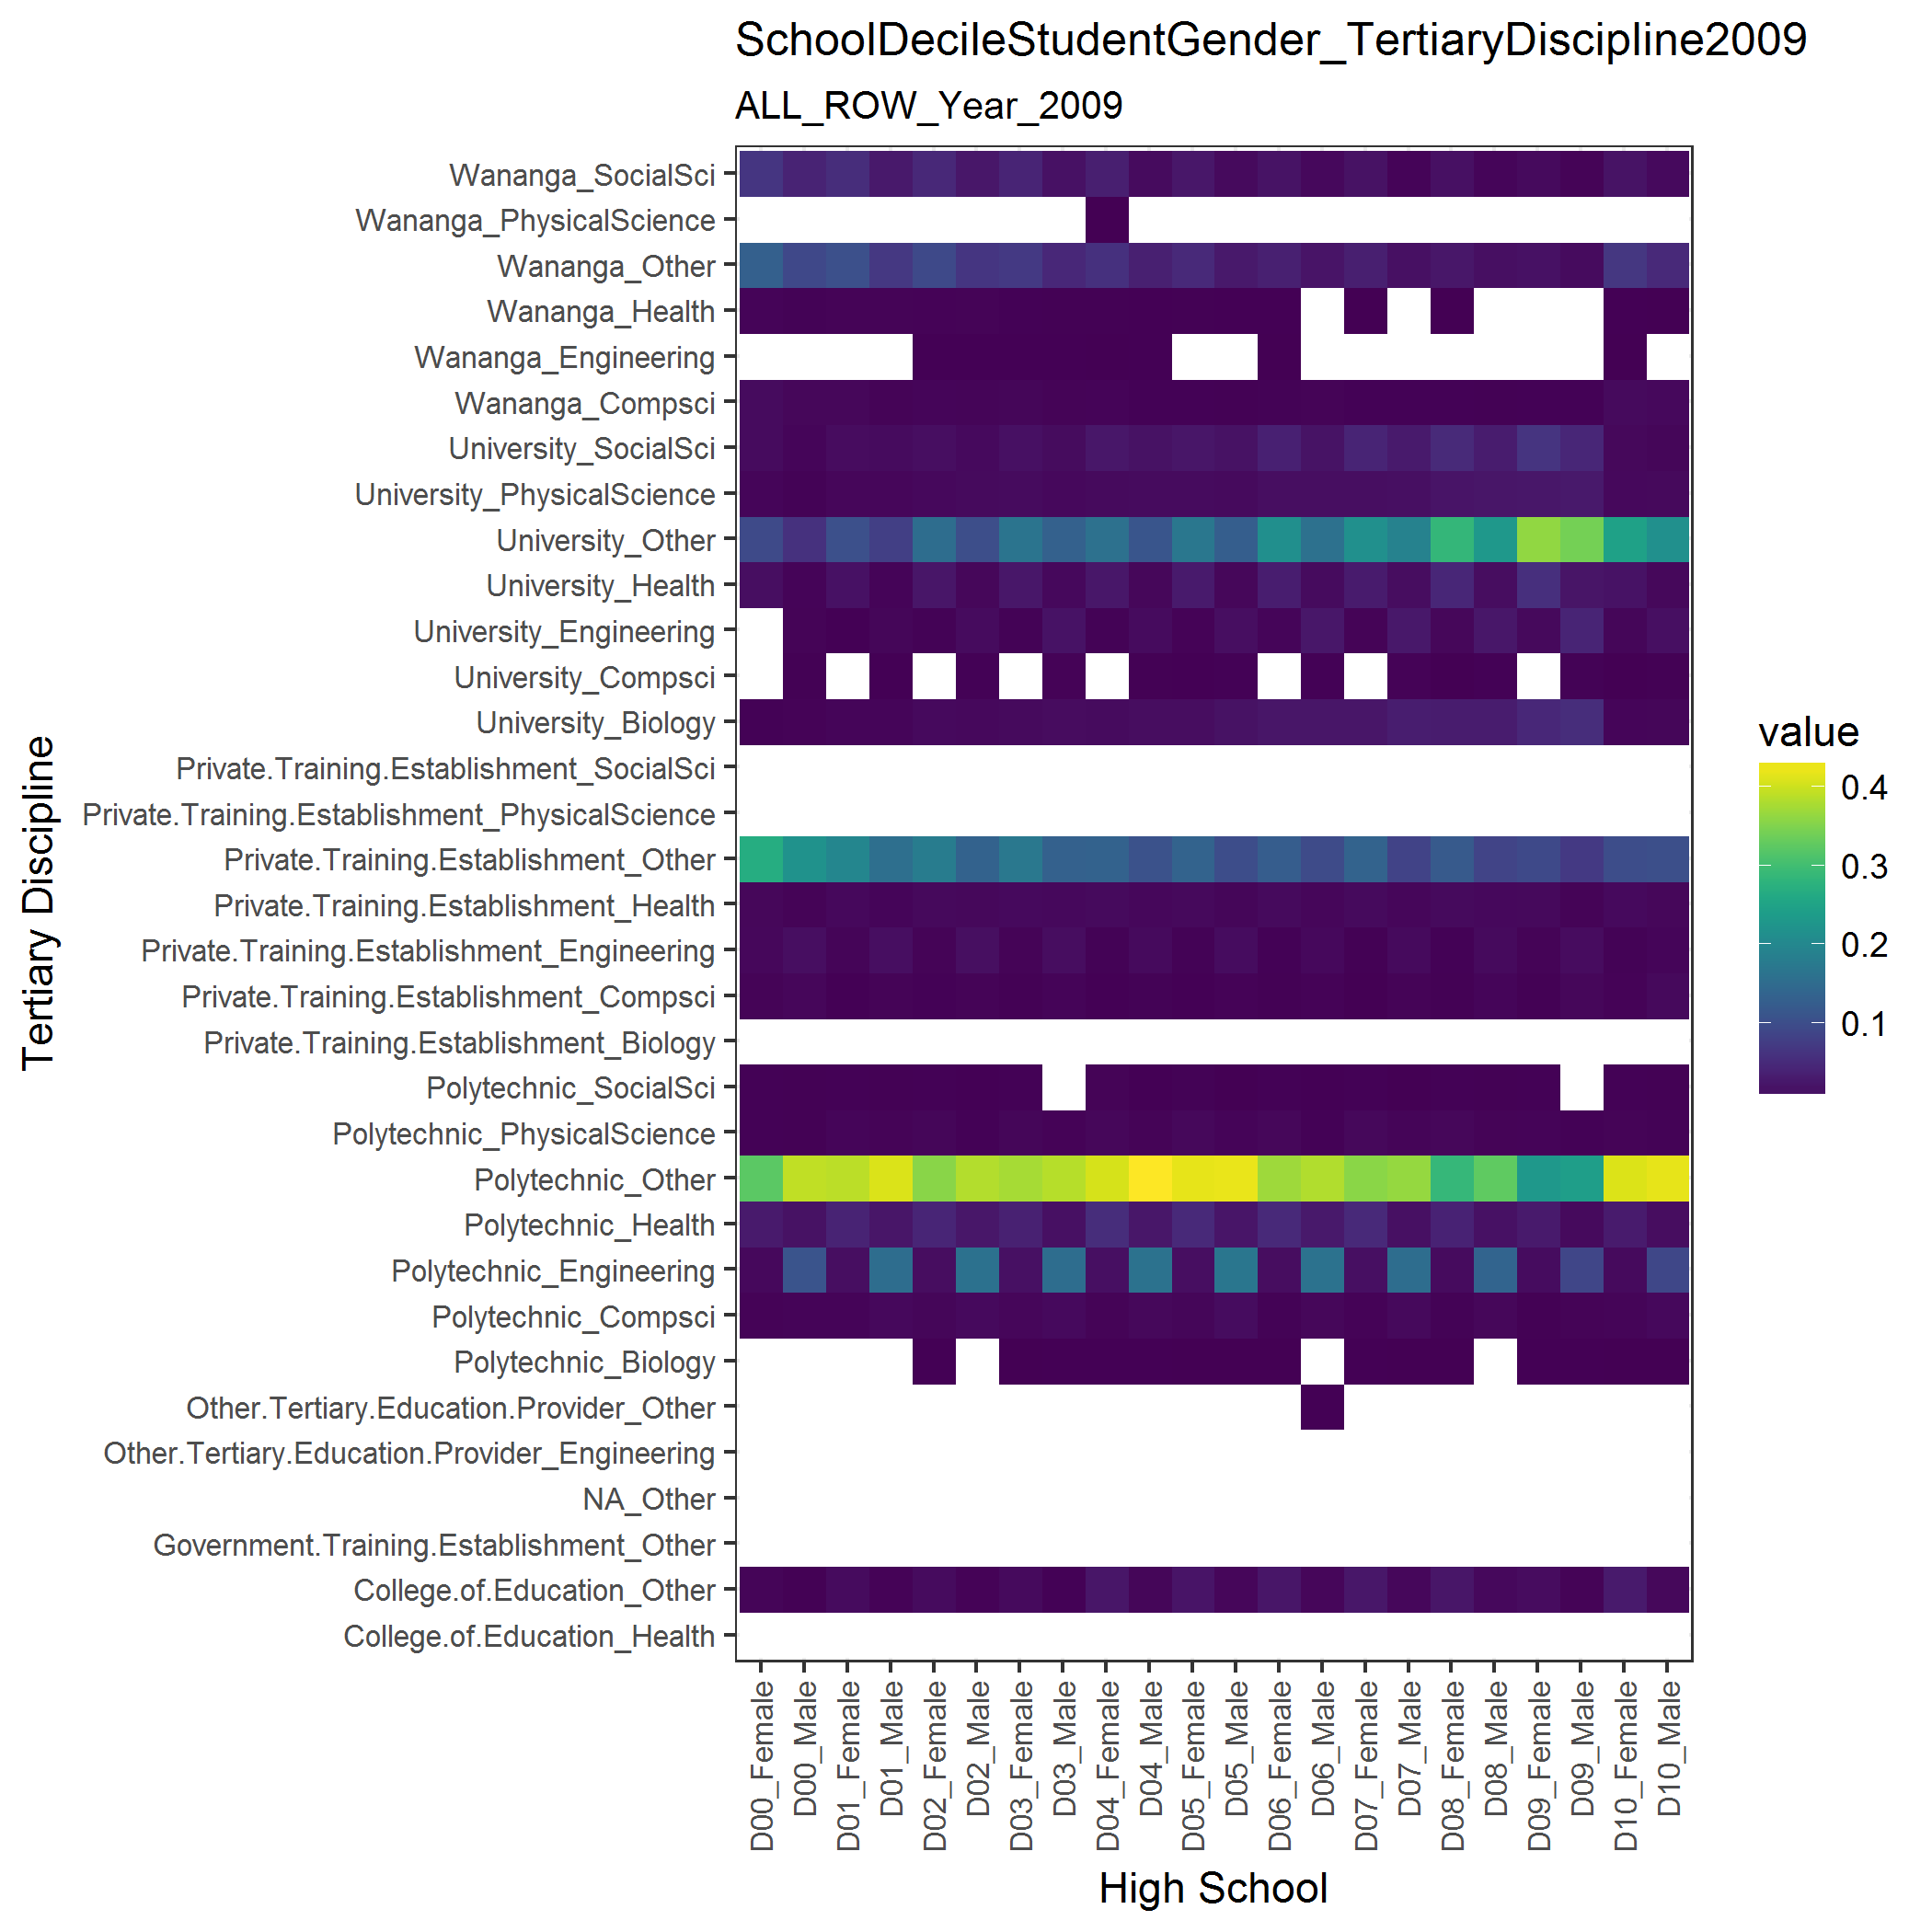 SchoolDecileStudentGender_TertiaryDiscipline2009
ALL_ROW_Year_2009
Tertiary Discipline
Wananga_SocialSci
Wananga_PhysicalScience
Wananga_Other
Wananga_Health
Wananga_Engineering
Wananga_Compsci
University_SocialSci
University_PhysicalScience
University_Other
University_Health
University_Engineering
University_Compsci
University_Biology
Private.Training.Establishment_SocialSci
Private.Training.Establishment_PhysicalScience
Private.Training.Establishment_Other
Private.Training.Establishment_Health
Private.Training.Establishment_Engineering
Private.Training.Establishment_Compsci
Private.Training.Establishment_Biology
Polytechnic_SocialSci
Polytechnic_PhysicalScience
Polytechnic_Other
Polytechnic_Health
Polytechnic_Engineering
Polytechnic_Compsci
Polytechnic_Biology
Other.Tertiary.Education.Provider_Other
Other.Tertiary.Education.Provider_Engineering
NA_Other
Government.Training.Establishment_Other
College.of.Education_Other
College.of.Education_Health
D00_Female
D00_Male
D01_Female
D01_Male
D02_Female
D02_Male
D03_Female
D03_Male
D04_Female
D04_Male
D05_Female
D05_Male
D06_Female
D06_Male
D07_Female
D07_Male
D08_Female
D08_Male
D09_Female
D09_Male
D10_Female
D10_Male
High School
value
0.4
0.3
0.2
0.1